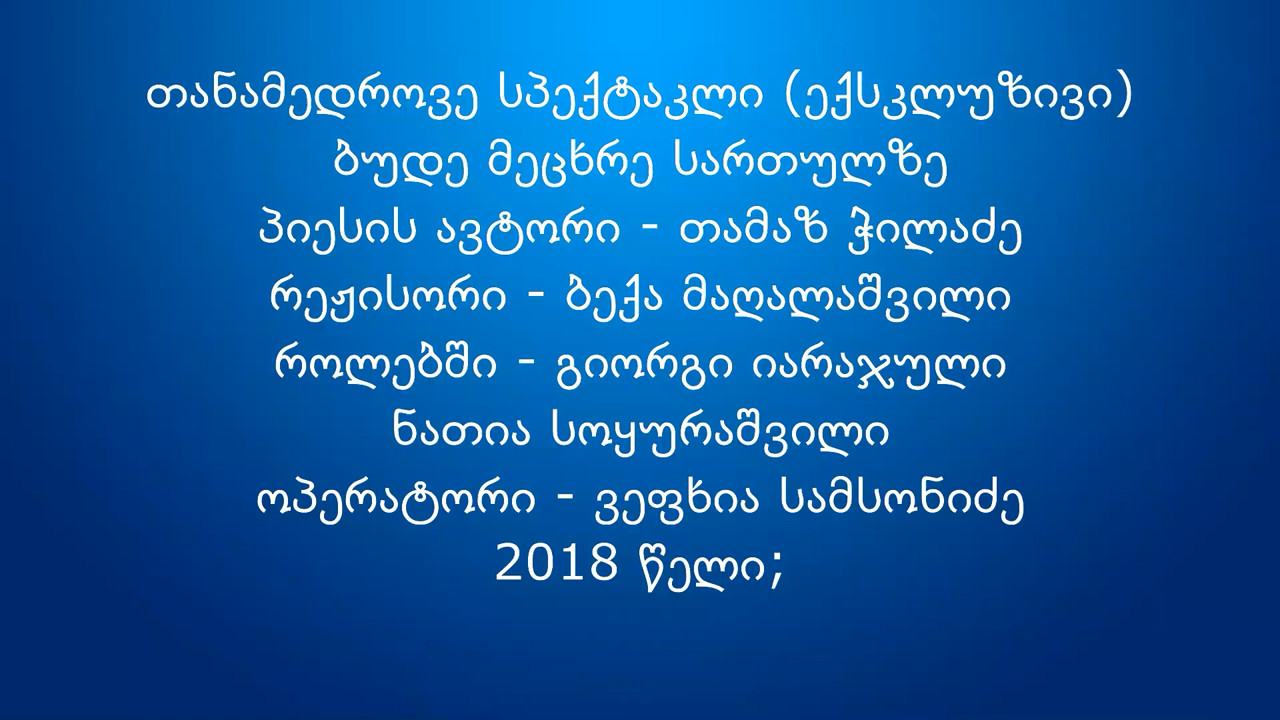 თანამედროვე სპექტაკლი (ექსკლუზივი)
ბუდე მეცხრე სართულზე
პიესის ავტორი - თამაზ ჭილაძე
რეჟისორი - ბექა მაღალაშვილი
როლებში - გიორგი იარაჯული
ნათია სოყურაშვილი
ოპერატორი - ვეფხია სამსონიძე
2018 წელი;